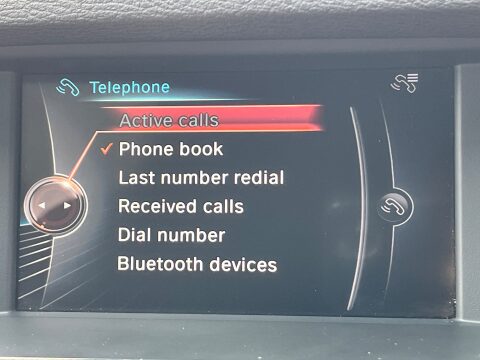 Telephone
Active calls
Phone book
Last number redial
Received calls
Dial number
Bluetooth devices